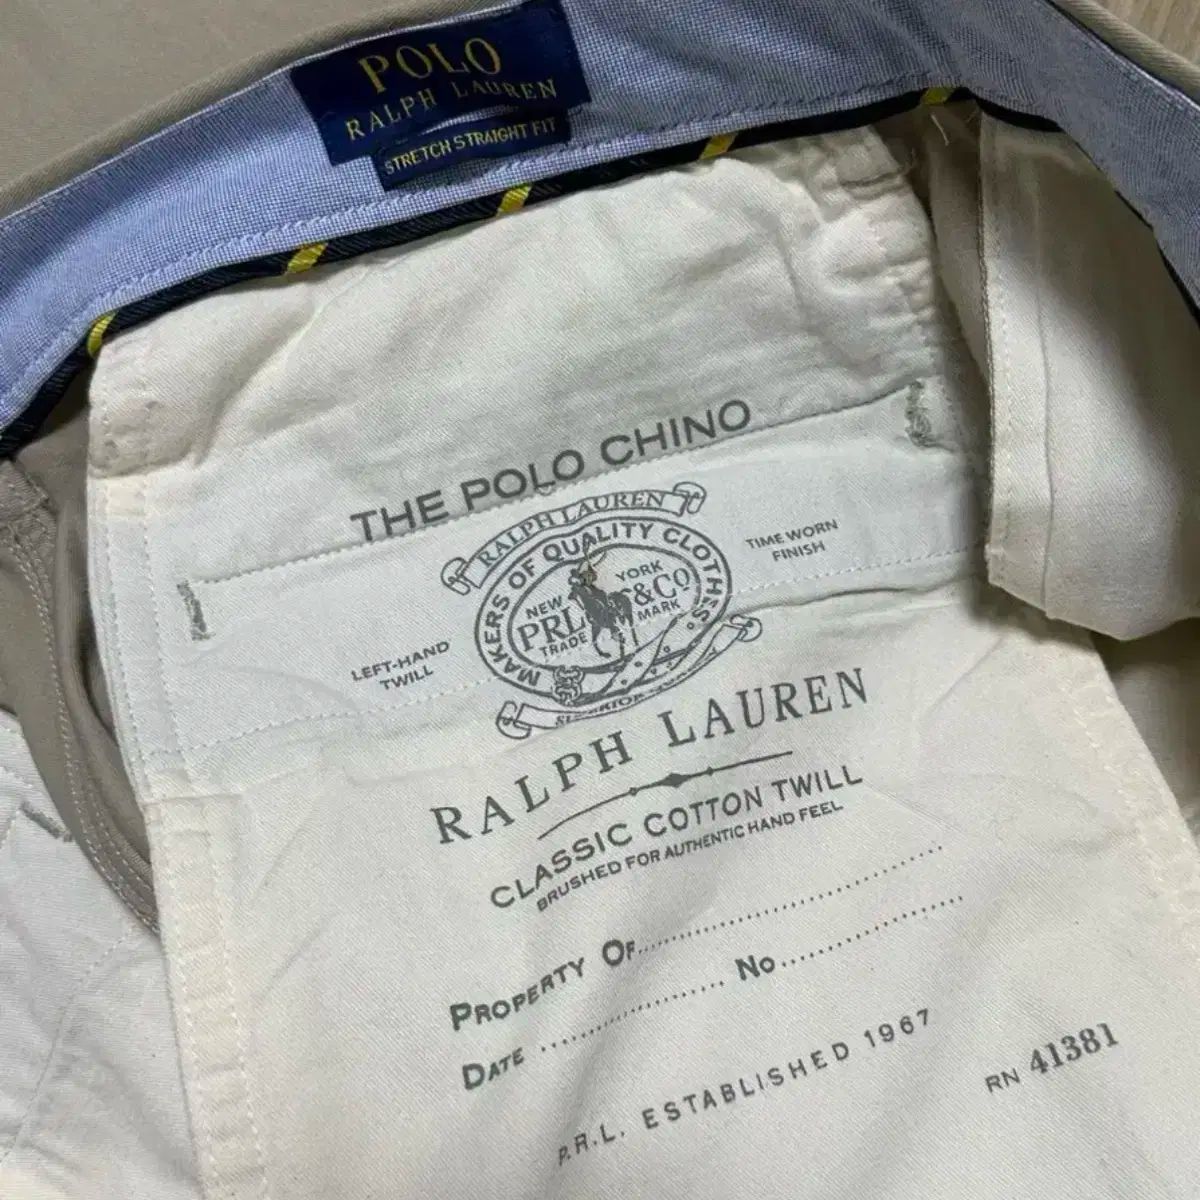 POLO
RALPH LAUREN
STRETCH STRAIGHT FIT
THE POLO CHINO
RALPH LAUREN
MAKERS OF QUALITY CLOTHES
TIME WORN
FINISH
NEW YORK
PRL &CO
TRADE MARK
LEFT-HAND
TWILL
SUPERIOR
RALPH LAUREN
CLASSIC COTTON TWILL
BRUSHED FOR AUTHENTIC HAND FEEL
PROPERTY OF
DATE No
P.R.L. ESTABLISHED 1967
RN 41381